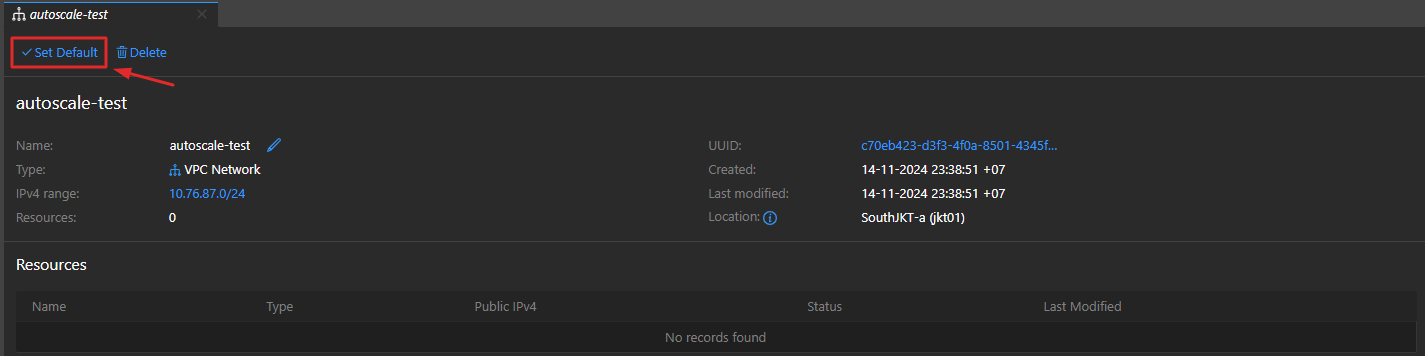 autoscale-test
Set Default Delete
autoscale-test
Name: autoscale-test UUID: c70eb423-d3f3-4f0a-8501-4345f...
Type: VPC Network Created: 14-11-2024 23:38:51 +07
IPv4 range: 10.76.87.0/24 Last modified: 14-11-2024 23:38:51 +07
Resources: 0 Location: SouthJKT-a (jkt01)
Resources
Name Type Public IPv4 Status Last Modified
No records found